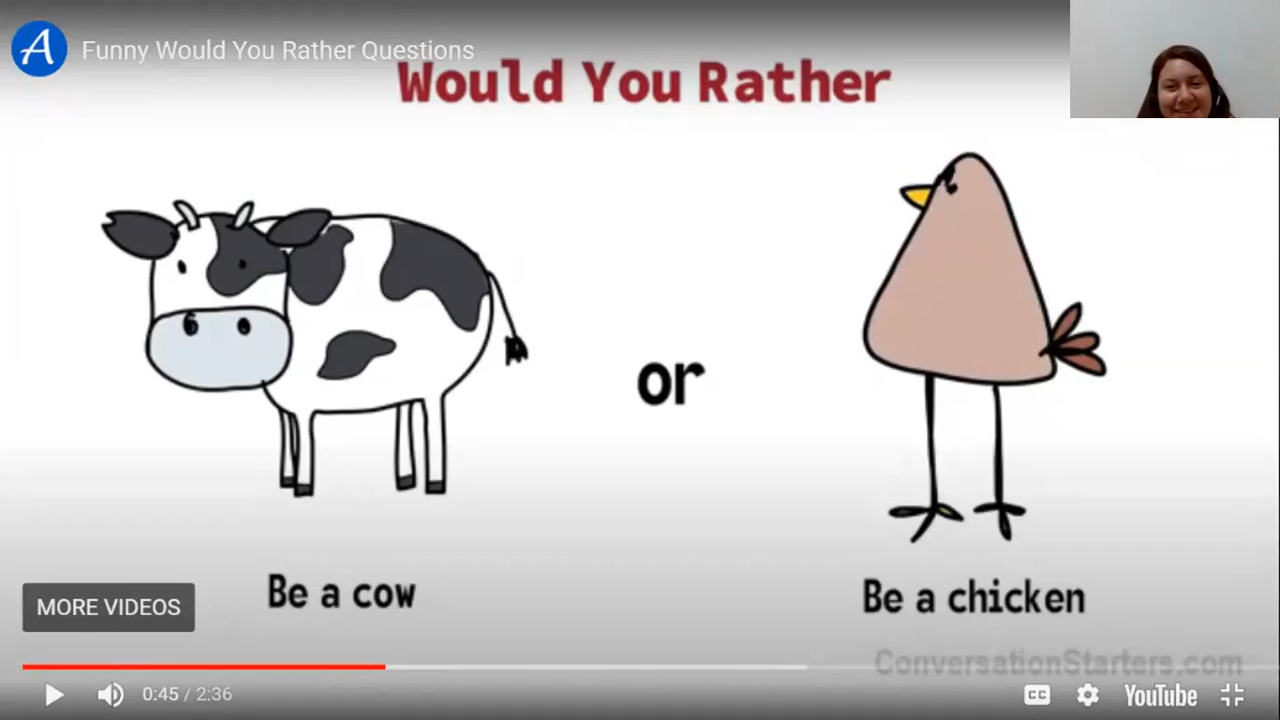 A
Funny Would You Rather Questions
Would You Rather
or
Be a cow
Be a chicken
MORE VIDEOS
ConversationStarters.com
0:45 / 2:36
CC
YouTube